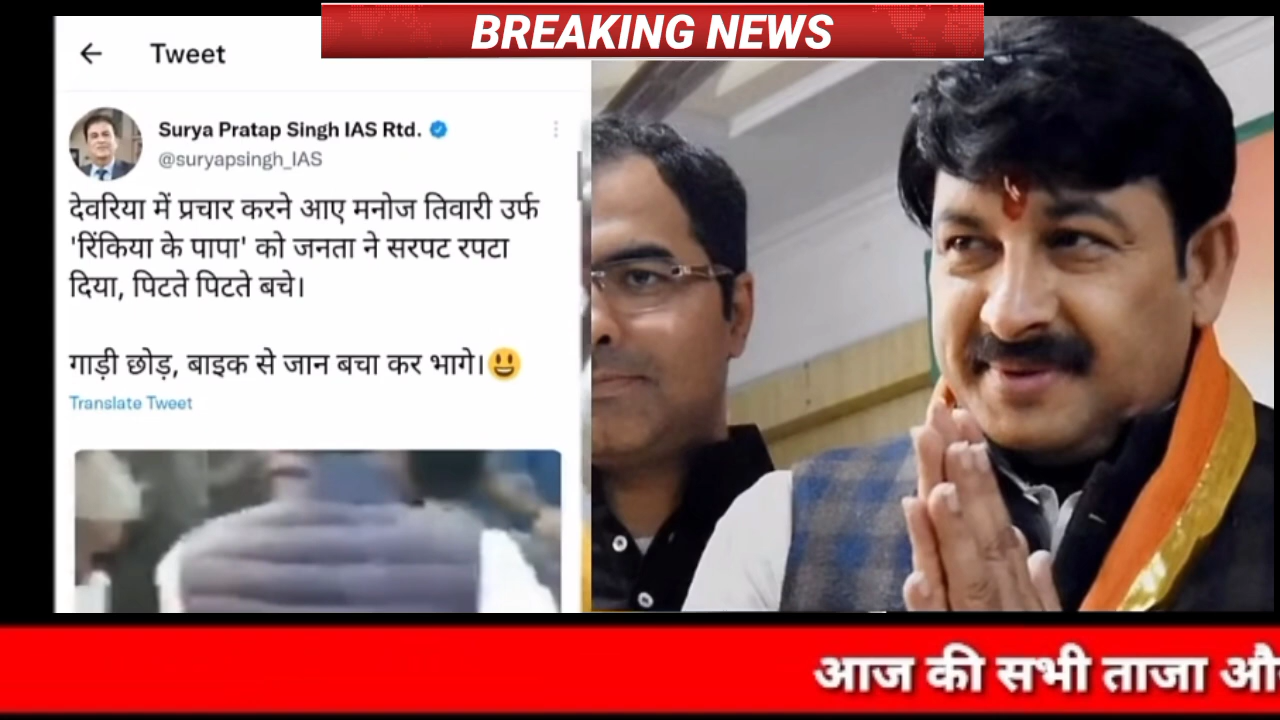 BREAKING NEWS
Tweet
Surya Pratap Singh IAS Rtd.
@suryapsingh_IAS
देवरिया में प्रचार करने आए मनोज तिवारी उर्फ
'रिंकिया के पापा' को जनता ने सरपट रपटा
दिया, पिटते पिटते बचे।
गाड़ी छोड़, बाइक से जान बचा कर भागे।😃
Translate Tweet
आज की सभी ताजा